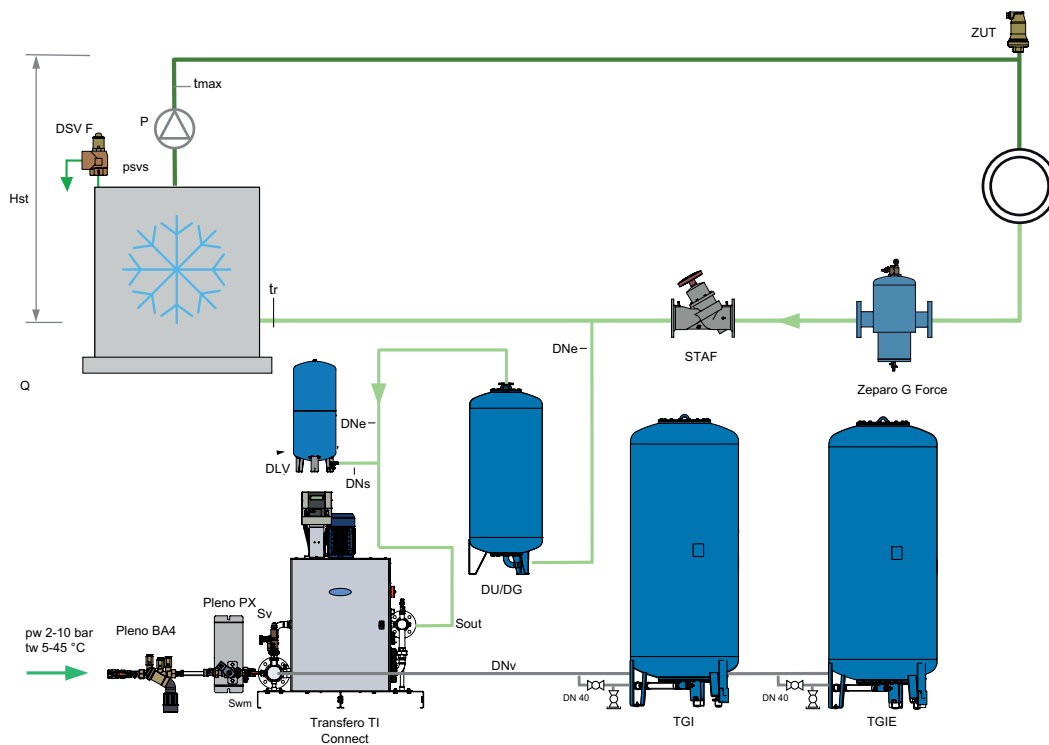 ZUT
tmax
P
DSV F
psvs
Hst
tr
DNe
STAF
Q
Zeparo G Force
DNe
DLV
DNs
DU/DG
Pleno PX
Sv
Pleno BA4
Sout
pw 2-10 bar
tw 5-45 °C
DNv
Swm
DN 40
DN 40
Transfero TI
Connect
TGI
TGIE